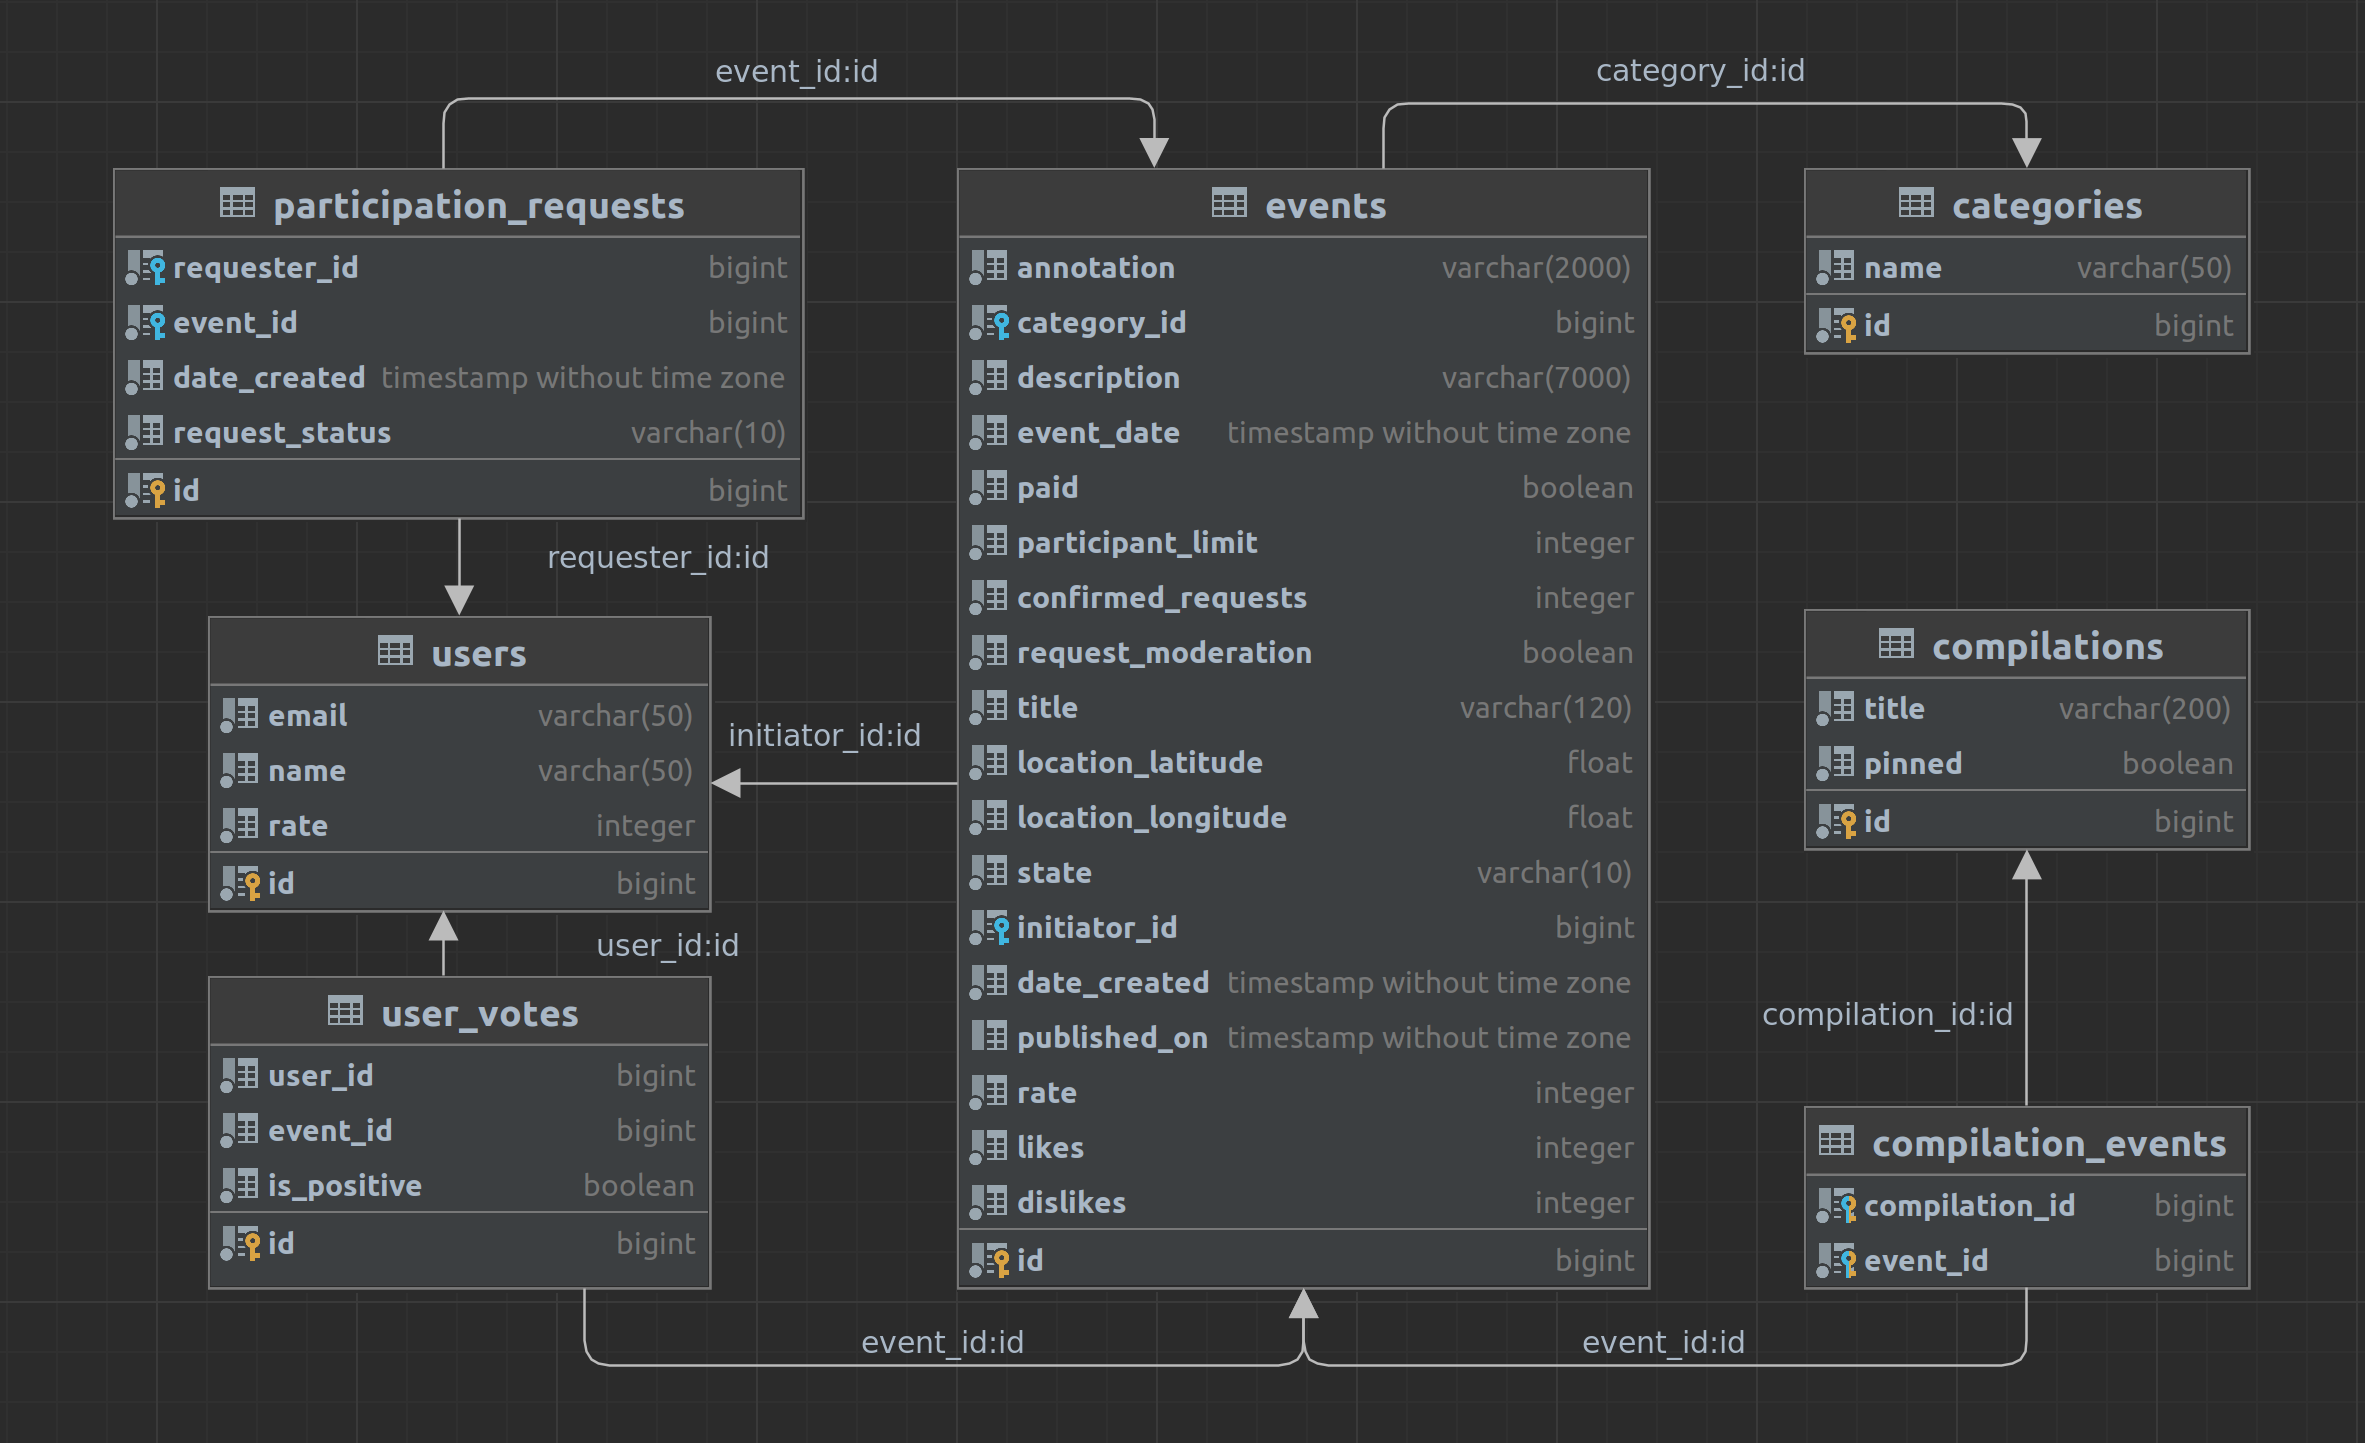 event_id:id
category_id:id
participation_requests
requester_id bigint
event_id bigint
date_created timestamp without time zone
request_status varchar(10)
id bigint
requester_id:id
users
email varchar(50)
name varchar(50)
rate integer
id bigint
user_id:id
user_votes
user_id bigint
event_id bigint
is_positive boolean
id bigint
event_id:id
initiator_id:id
events
annotation varchar(2000)
category_id bigint
description varchar(7000)
event_date timestamp without time zone
paid boolean
participant_limit integer
confirmed_requests integer
request_moderation boolean
title varchar(120)
location_latitude float
location_longitude float
state varchar(10)
initiator_id bigint
date_created timestamp without time zone
published_on timestamp without time zone
rate integer
likes integer
dislikes integer
id bigint
categories
name varchar(50)
id bigint
compilations
title varchar(200)
pinned boolean
id bigint
compilation_id:id
compilation_events
compilation_id bigint
event_id bigint
event_id:id